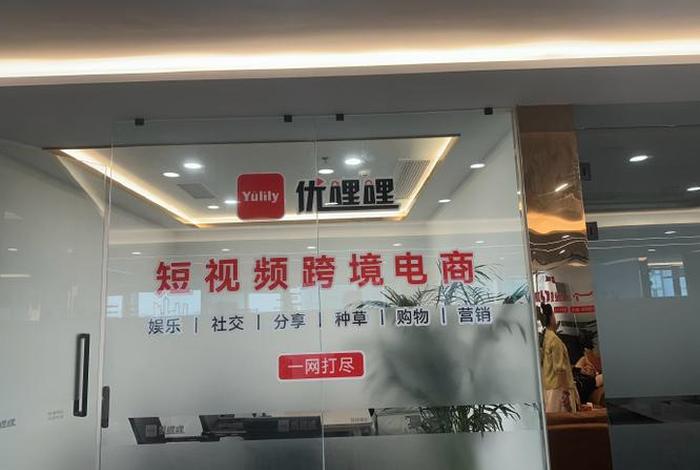 Yülily 优哩哩
短视频跨境电商
娱乐 | 社交 | 分享 | 种草 | 购物 | 营销
一网打尽